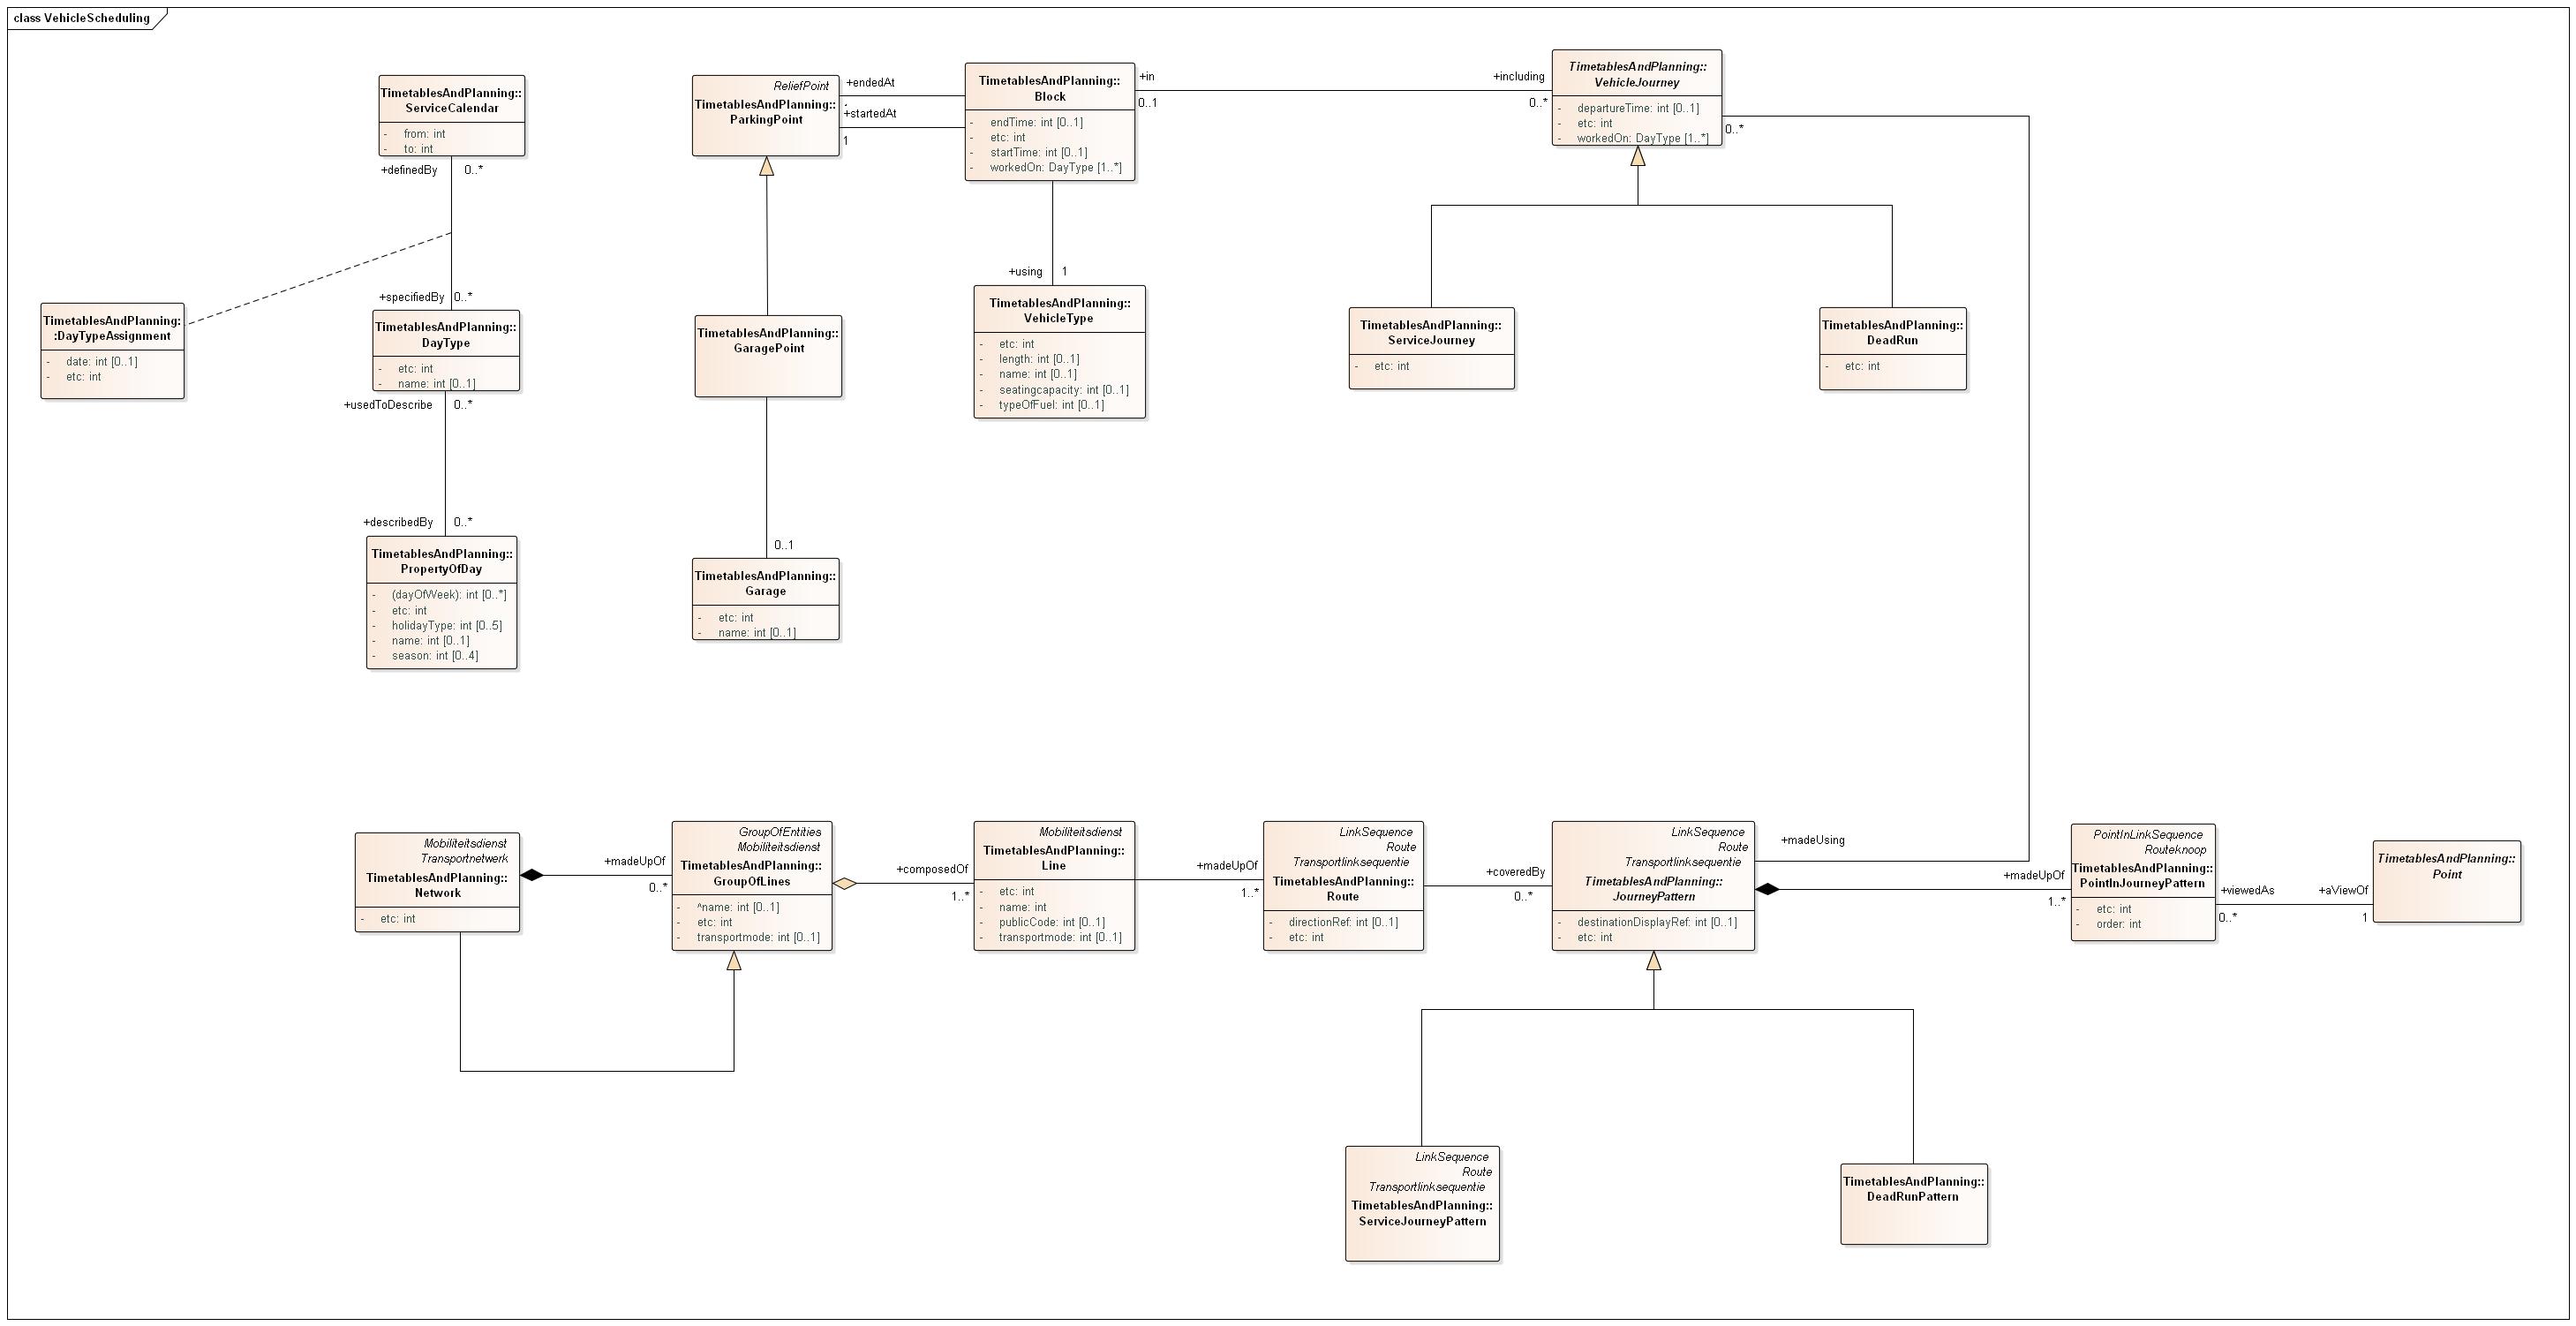 class VehicleScheduling
TimetablesAndPlanning::
ServiceCalendar
- from: int
- to: int
+definedBy 0..*
+specifiedBy 0..*
TimetablesAndPlanning:
:DayTypeAssignment
- date: int [0..1]
- etc: int
TimetablesAndPlanning::
DayType
- etc: int
- name: int [0..1]
+usedToDescribe 0..*
+describedBy 0..*
TimetablesAndPlanning::
PropertyOfDay
- (dayOfWeek): int [0..*]
- etc: int
- holidayType: int [0..5]
- name: int [0..1]
- season: int [0..4]
ReliefPoint
TimetablesAndPlanning::
ParkingPoint
+endedAt
+startedAt
1
TimetablesAndPlanning::
GaragePoint
0..1
TimetablesAndPlanning::
Garage
- etc: int
- name: int [0..1]
TimetablesAndPlanning::
Block
- endTime: int [0..1]
- etc: int
- startTime: int [0..1]
- workedOn: DayType [1..*]
+in
0..1
+including
0..*
+using 1
TimetablesAndPlanning::
VehicleType
- etc: int
- length: int [0..1]
- name: int [0..1]
- seatingcapacity: int [0..1]
- typeOfFuel: int [0..1]
TimetablesAndPlanning::
VehicleJourney
- departureTime: int [0..1]
- etc: int
- workedOn: DayType [1..*]
0..*
TimetablesAndPlanning::
ServiceJourney
- etc: int
TimetablesAndPlanning::
DeadRun
- etc: int
Mobiliteitsdienst
Transportnetwerk
TimetablesAndPlanning::
Network
- etc: int
+madeUpOf
0..*
GroupOfEntities
Mobiliteitsdienst
TimetablesAndPlanning::
GroupOfLines
- ^name: int [0..1]
- etc: int
- transportmode: int [0..1]
+composedOf
1..*
Mobiliteitsdienst
TimetablesAndPlanning::
Line
- etc: int
- name: int
- publicCode: int [0..1]
- transportmode: int [0..1]
+madeUpOf
1..*
LinkSequence
Route
Transportlinksequentie
TimetablesAndPlanning::
Route
- directionRef: int [0..1]
- etc: int
+coveredBy
0..*
LinkSequence
Route
Transportlinksequentie
TimetablesAndPlanning::
JourneyPattern
- destinationDisplayRef: int [0..1]
- etc: int
+madeUsing
+madeUpOf
1..*
PointInLinkSequence
Routeknoop
TimetablesAndPlanning::
PointInJourneyPattern
- etc: int
- order: int
+viewedAs
0..*
+aViewOf
1
TimetablesAndPlanning::
Point
LinkSequence
Route
Transportlinksequentie
TimetablesAndPlanning::
ServiceJourneyPattern
TimetablesAndPlanning::
DeadRunPattern